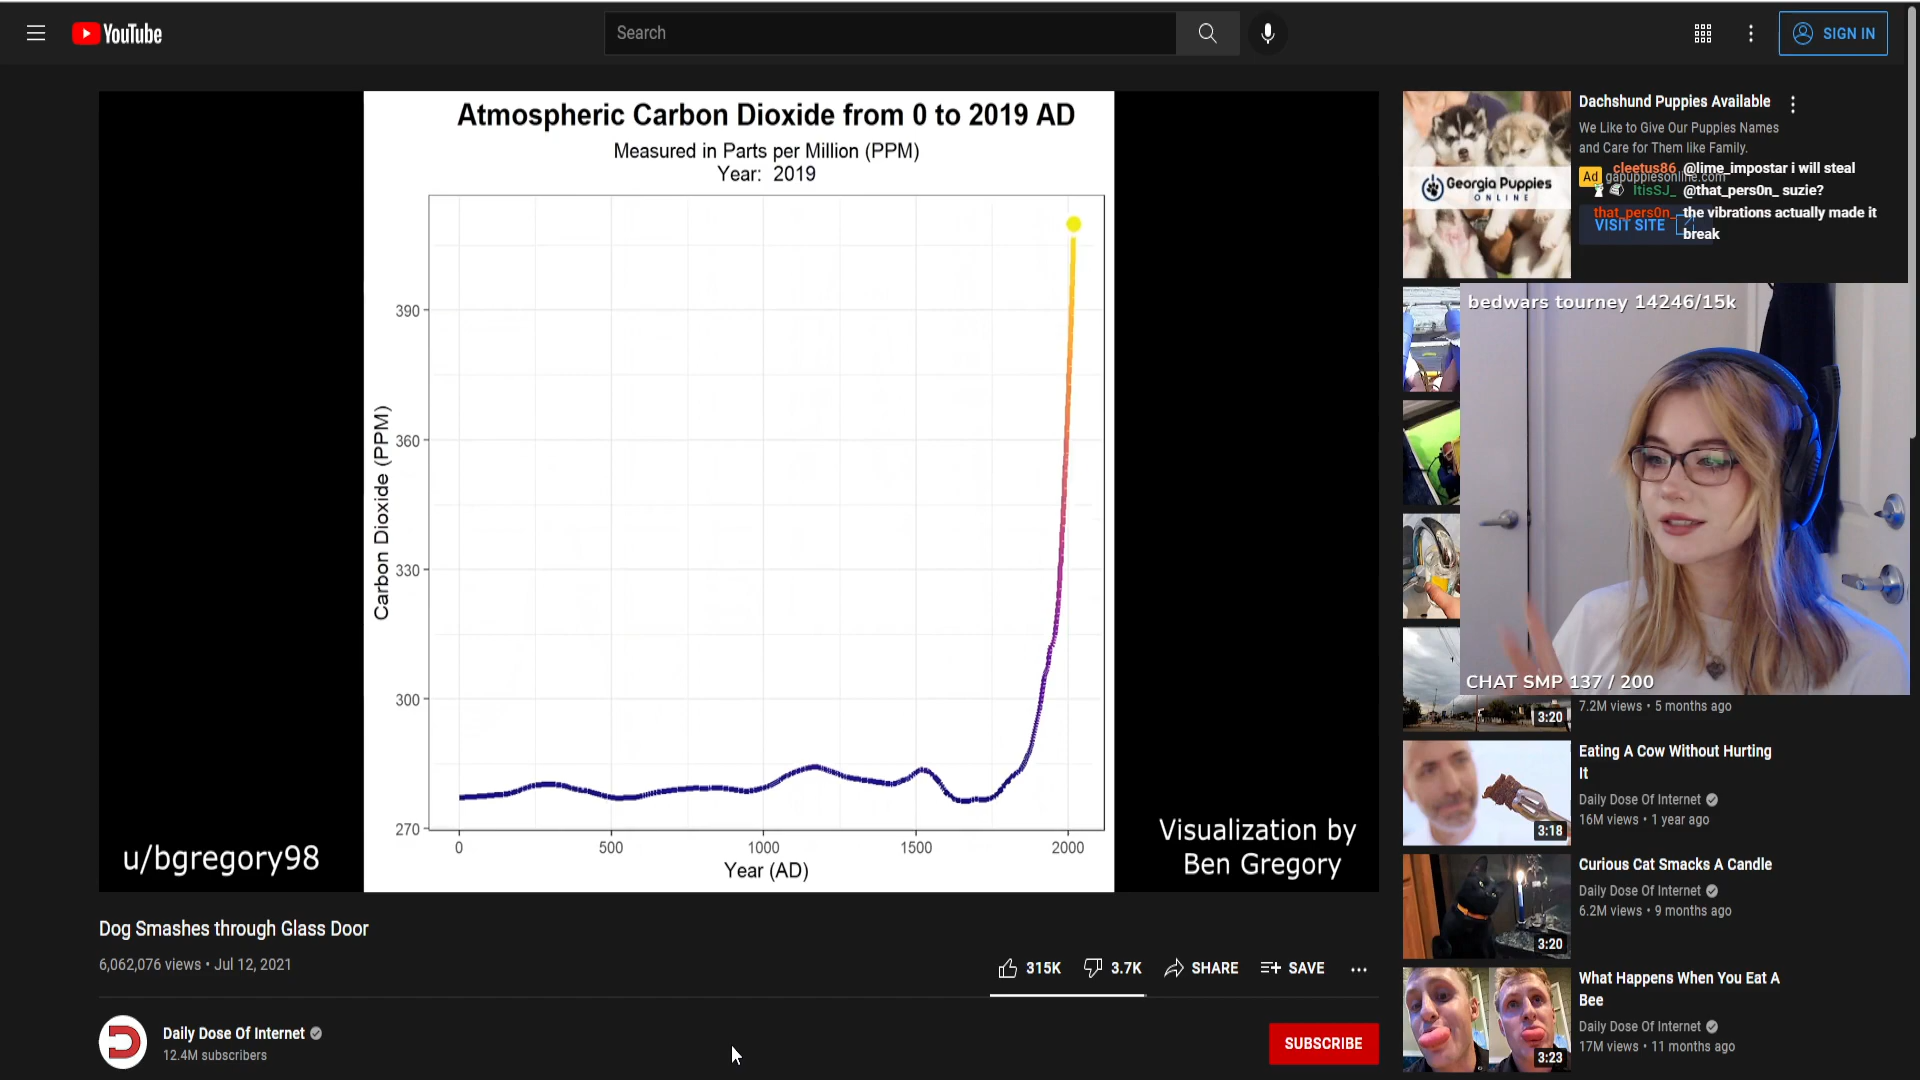 YouTube
Search
SIGN IN
Atmospheric Carbon Dioxide from 0 to 2019 AD
Measured in Parts per Million (PPM)
Year: 2019
Carbon Dioxide (PPM)
390
360
330
300
270
0 500 1000 1500 2000
Year (AD)
u/bgregory98
Visualization by
Ben Gregory
Dog Smashes through Glass Door
6,062,076 views • Jul 12, 2021
315K 3.7K SHARE SAVE
Daily Dose Of Internet
12.4M subscribers
SUBSCRIBE
Georgia Puppies
ONLINE
Dachshund Puppies Available
We Like to Give Our Puppies Names
and Care for Them like Family.
Ad gapuppiesonline.com
VISIT SITE
cleetus86 @lime_impostar i will steal
ItisSJ_ @that_pers0n_ suzie?
that_pers0n_ the vibrations actually made it
break
bedwars tourney 14246/15k
CHAT SMP 137 / 200
3:20
7.2M views • 5 months ago
3:18
Eating A Cow Without Hurting
It
Daily Dose Of Internet
16M views • 1 year ago
3:20
Curious Cat Smacks A Candle
Daily Dose Of Internet
6.2M views • 9 months ago
3:23
What Happens When You Eat A
Bee
Daily Dose Of Internet
17M views • 11 months ago